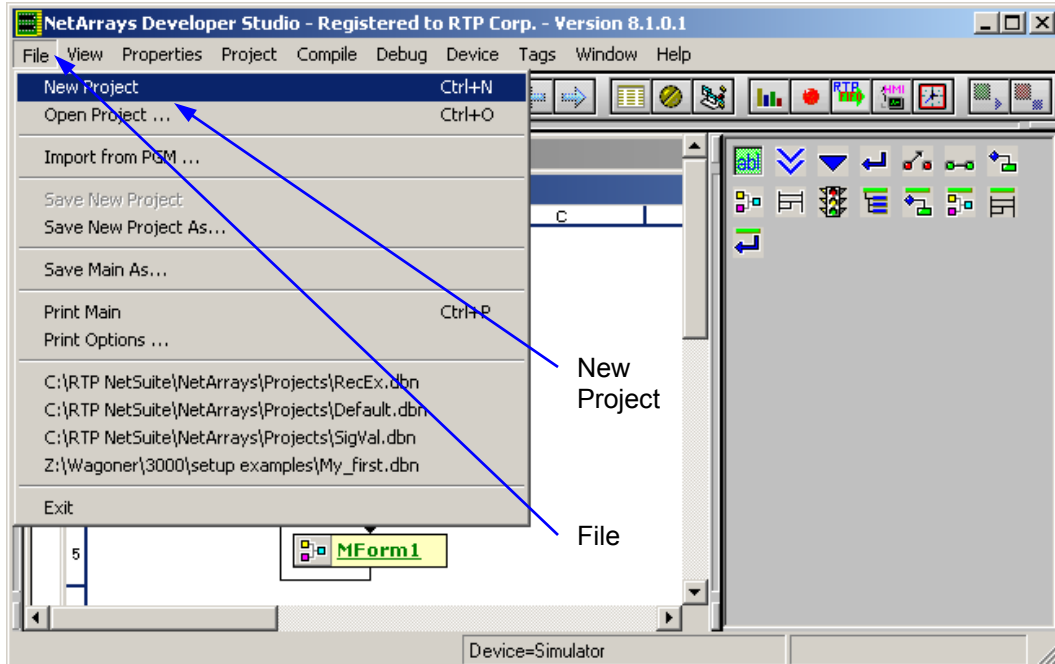 NetArrays Developer Studio - Registered to RTP Corp. - Version 8.1.0.1
File View Properties Project Compile Debug Device Tags Window Help
New Project Ctrl+N
Open Project ... Ctrl+O
Import from PGM ...
Save New Project
Save New Project As...
Save Main As...
Print Main Ctrl+P
Print Options ...
C:\RTP NetSuite\NetArrays\Projects\RecEx.dbn
C:\RTP NetSuite\NetArrays\Projects\Default.dbn
C:\RTP NetSuite\NetArrays\Projects\SigVal.dbn
Z:\Wagoner\3000\setup examples\My_first.dbn
Exit
RTP
FIFO
HMI
abl
C
New
Project
File
5
MForm1
Device=Simulator